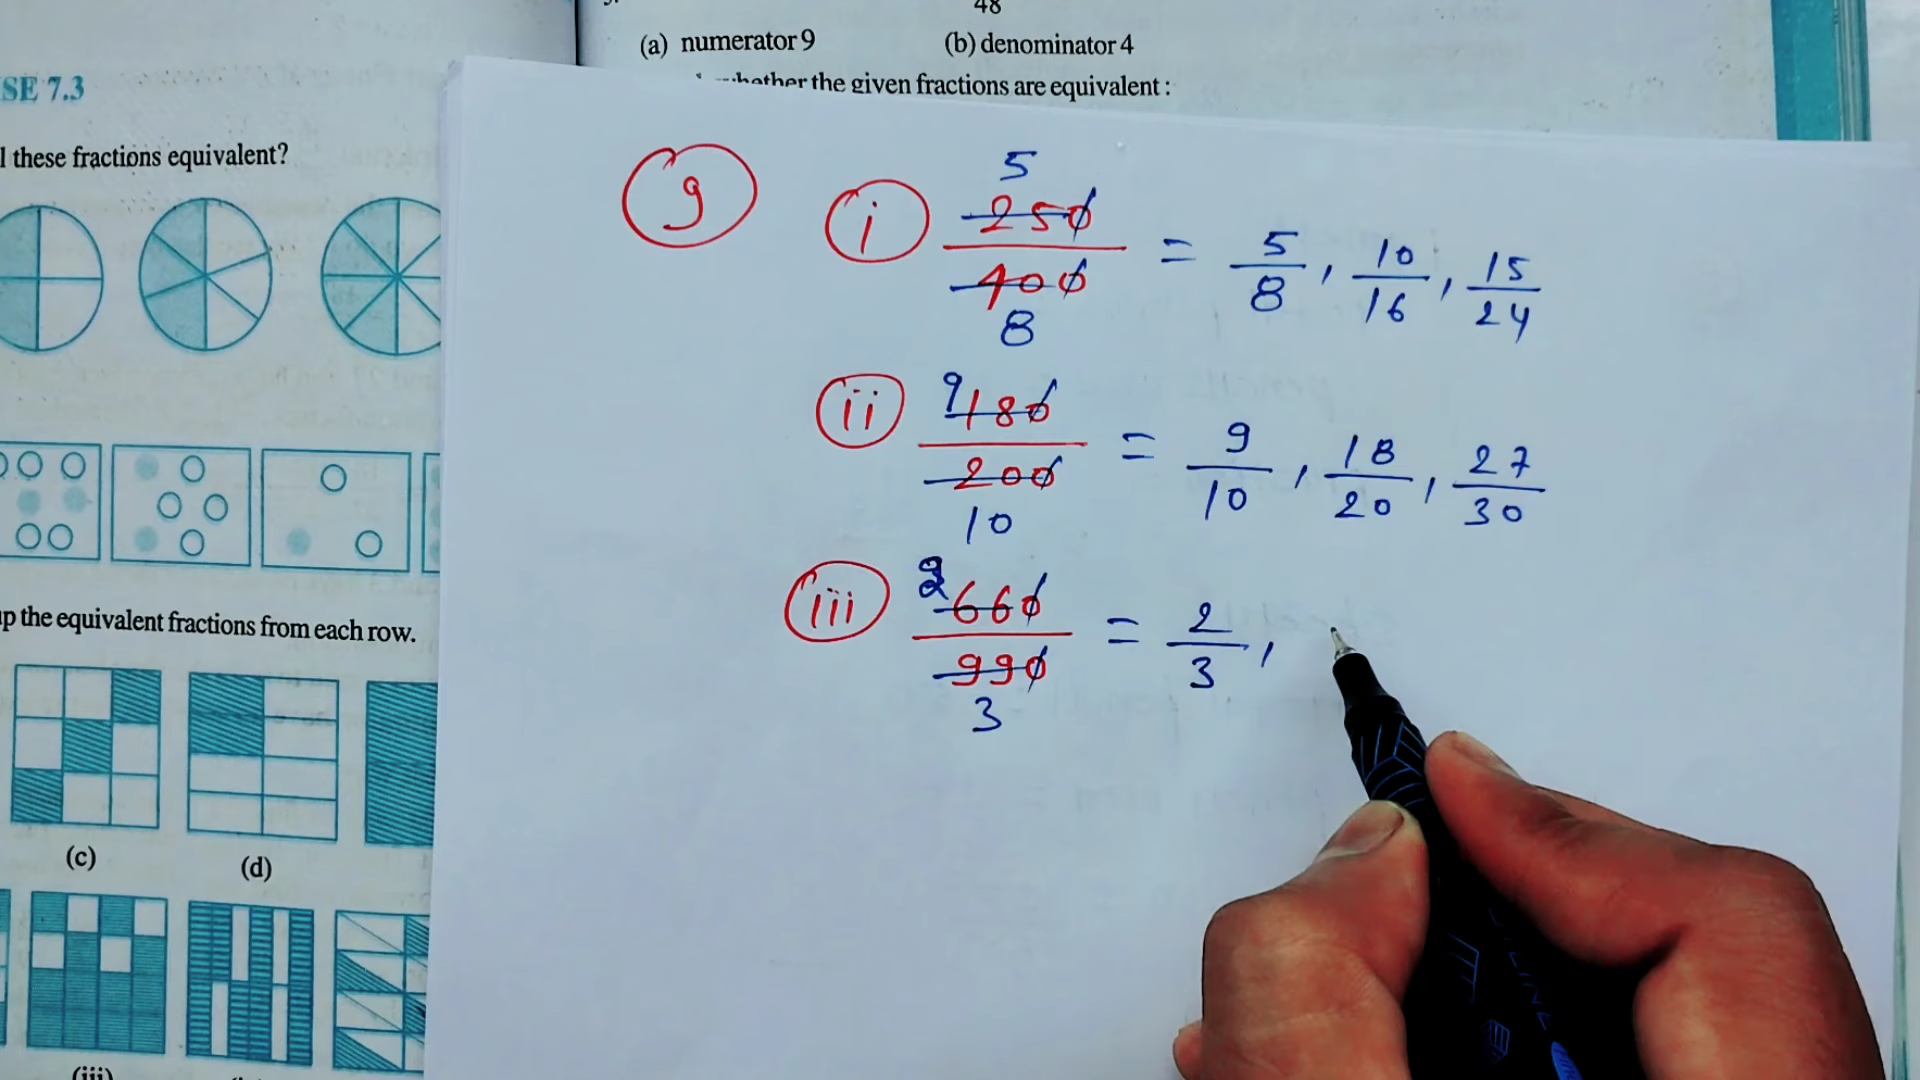 48
(a) numerator 9 (b) denominator 4
the given fractions are equivalent :
SE 7.3
these fractions equivalent?
the equivalent fractions from each row.
(c) (d)
(iii)
9
i 250/400 = 5/8, 10/16, 15/24
5
8
ii 180/200 = 9/10, 18/20, 27/30
9
10
iii 660/990 = 2/3,
2
3